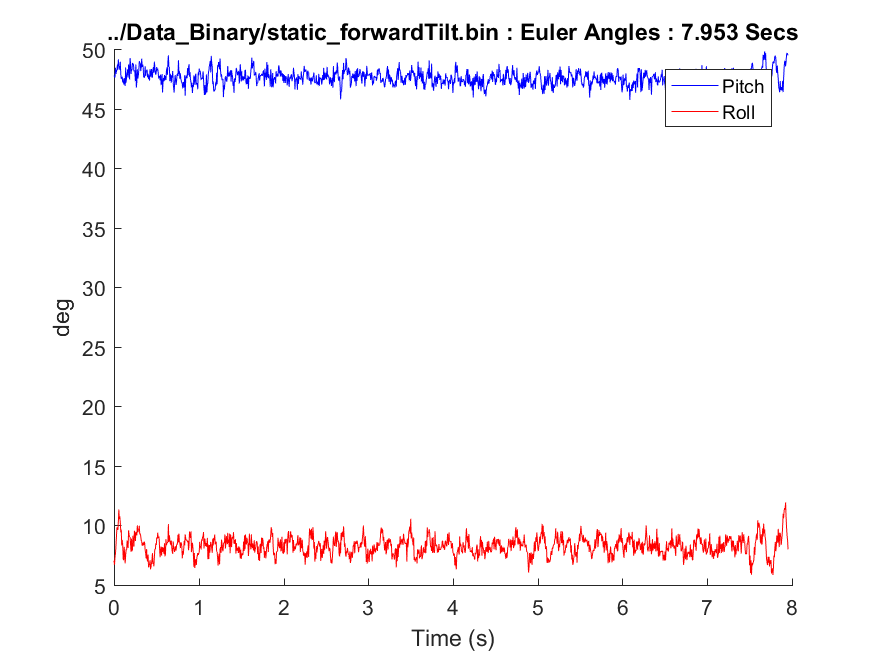 ../Data_Binary/static_forwardTilt.bin : Euler Angles : 7.953 Secs
50
45
40
35
30
25
20
15
10
5
deg
Pitch
Roll
0 1 2 3 4 5 6 7 8
Time (s)